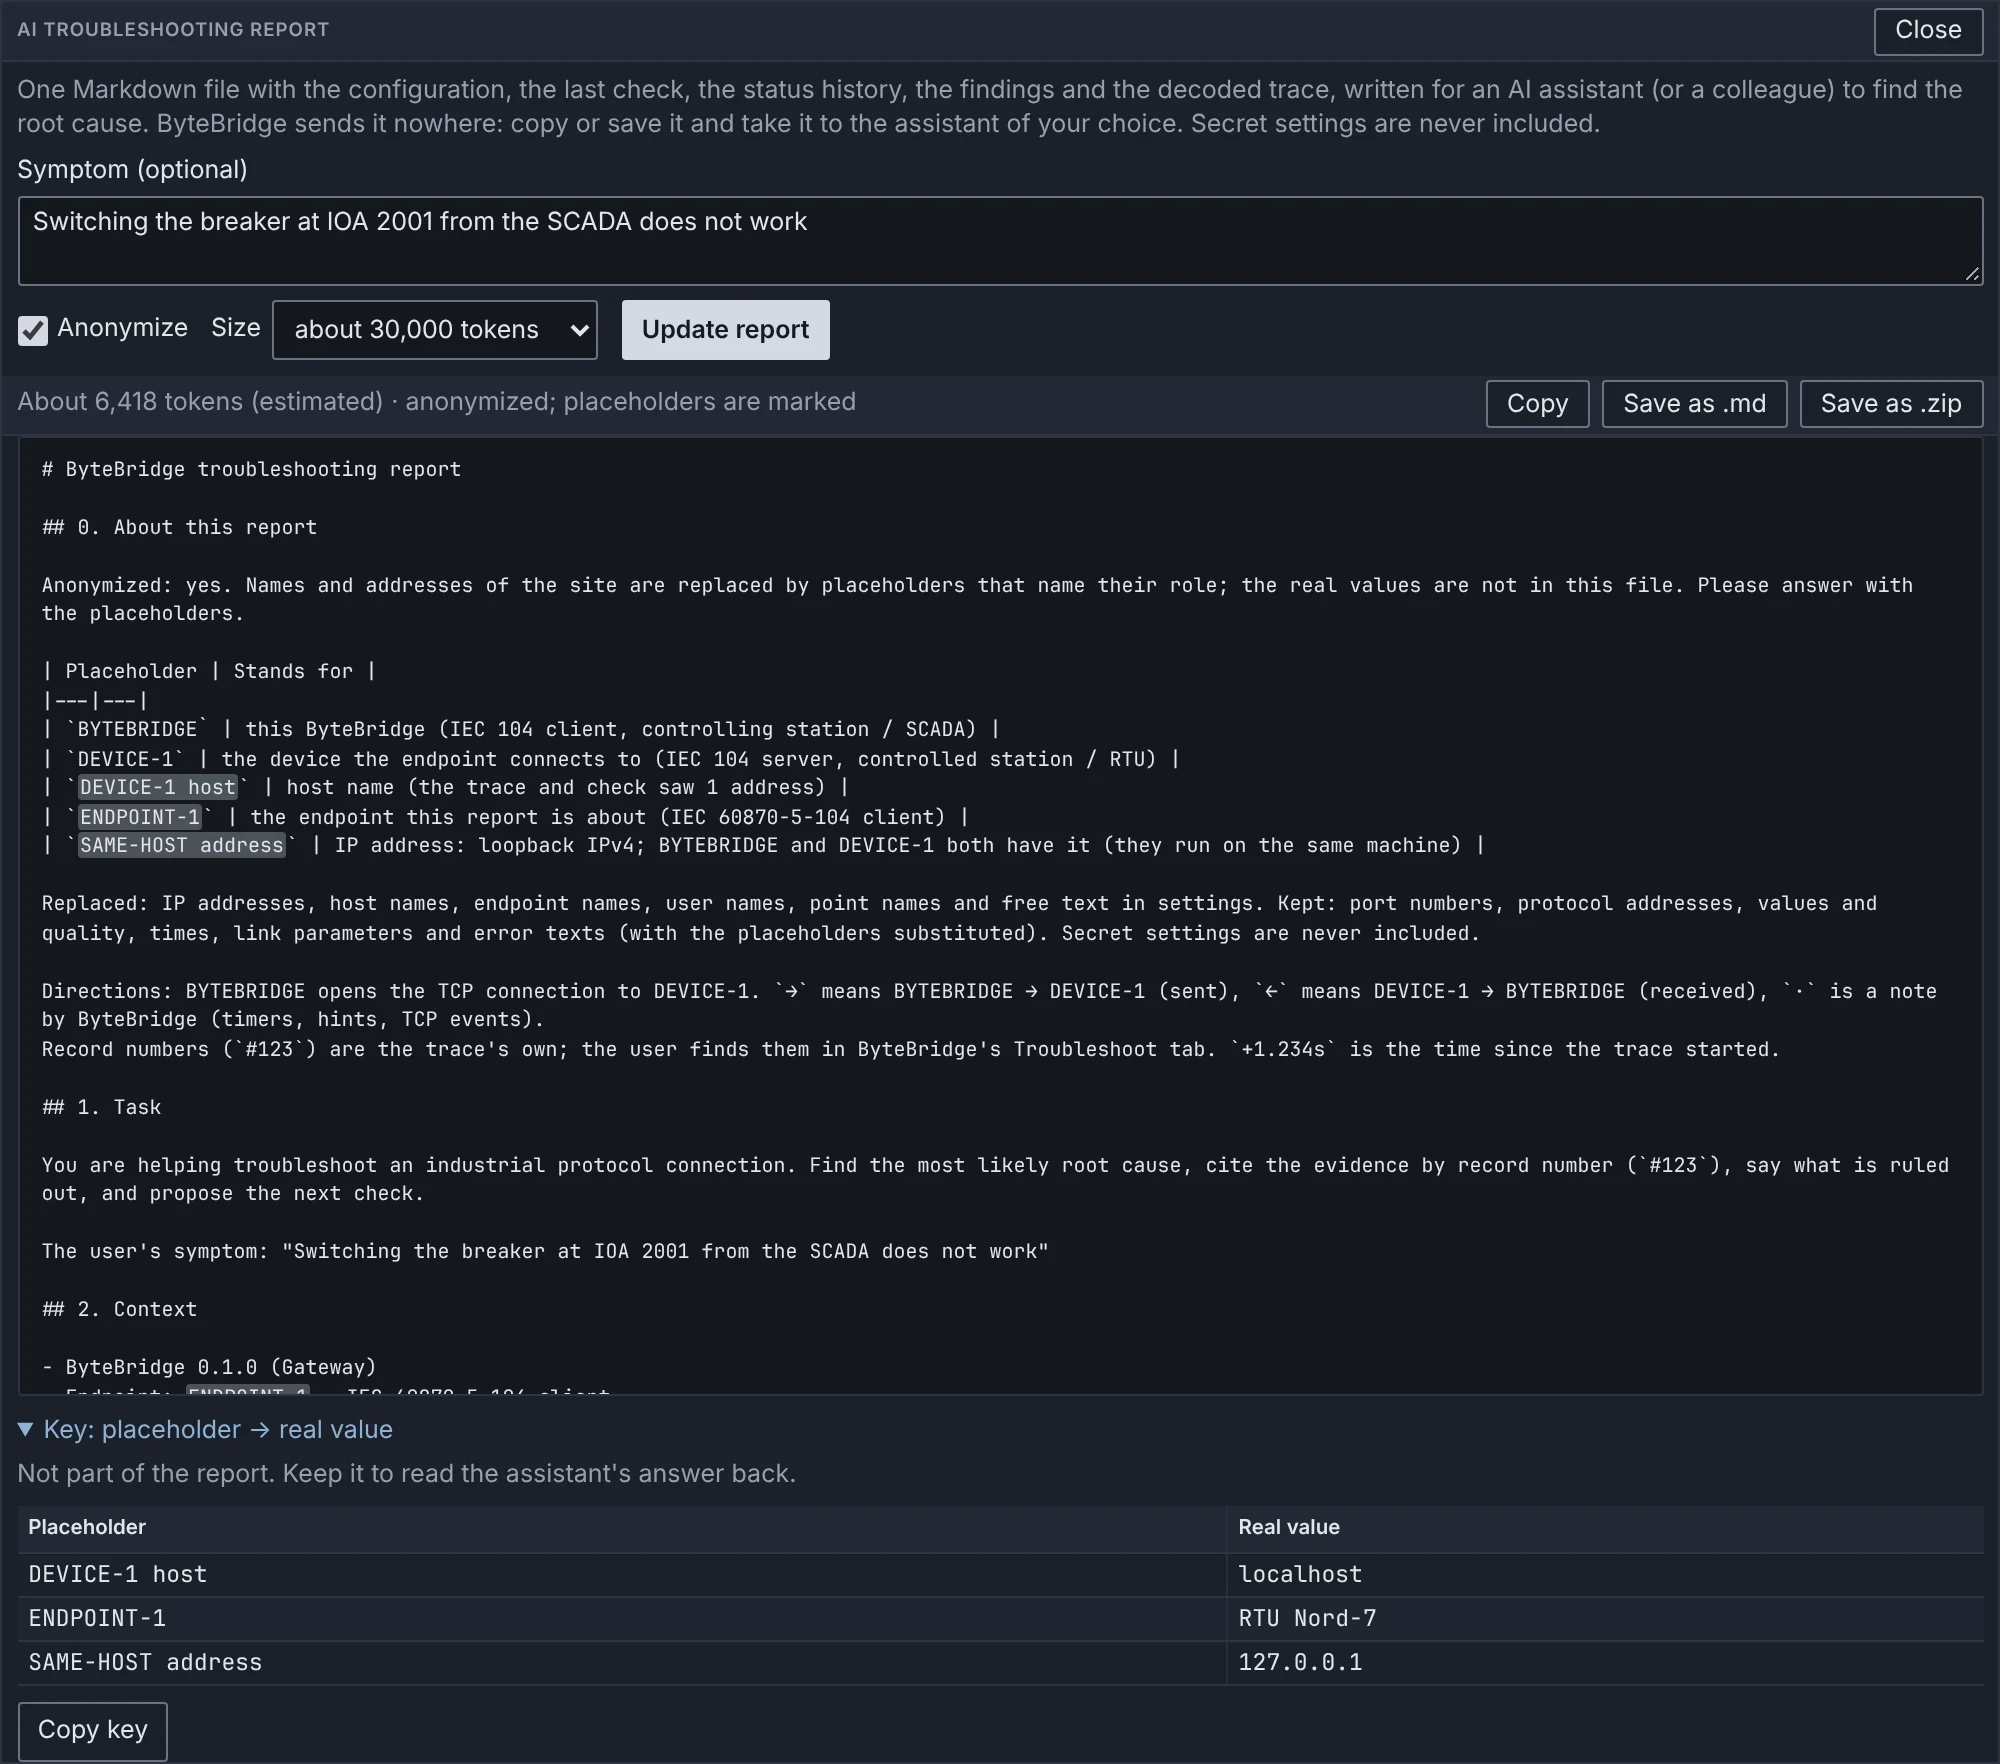 AI TROUBLESHOOTING REPORT
Close
One Markdown file with the configuration, the last check, the status history, the findings and the decoded trace, written for an AI assistant (or a colleague) to find the
root cause. ByteBridge sends it nowhere: copy or save it and take it to the assistant of your choice. Secret settings are never included.
Symptom (optional)
Switching the breaker at IOA 2001 from the SCADA does not work
Anonymize Size about 30,000 tokens Update report
About 6,418 tokens (estimated) · anonymized; placeholders are marked
Copy Save as .md Save as .zip
# ByteBridge troubleshooting report
## 0. About this report
Anonymized: yes. Names and addresses of the site are replaced by placeholders that name their role; the real values are not in this file. Please answer with
the placeholders.
| Placeholder | Stands for |
|---|---|
| `BYTEBRIDGE` | this ByteBridge (IEC 104 client, controlling station / SCADA) |
| `DEVICE-1` | the device the endpoint connects to (IEC 104 server, controlled station / RTU) |
| `DEVICE-1 host` | host name (the trace and check saw 1 address) |
| `ENDPOINT-1` | the endpoint this report is about (IEC 60870-5-104 client) |
| `SAME-HOST address` | IP address: loopback IPv4; BYTEBRIDGE and DEVICE-1 both have it (they run on the same machine) |
Replaced: IP addresses, host names, endpoint names, user names, point names and free text in settings. Kept: port numbers, protocol addresses, values and
quality, times, link parameters and error texts (with the placeholders substituted). Secret settings are never included.
Directions: BYTEBRIDGE opens the TCP connection to DEVICE-1. `→` means BYTEBRIDGE → DEVICE-1 (sent), `←` means DEVICE-1 → BYTEBRIDGE (received), `·` is a note
by ByteBridge (timers, hints, TCP events).
Record numbers (`#123`) are the trace's own; the user finds them in ByteBridge's Troubleshoot tab. `+1.234s` is the time since the trace started.
## 1. Task
You are helping troubleshoot an industrial protocol connection. Find the most likely root cause, cite the evidence by record number (`#123`), say what is ruled
out, and propose the next check.
The user's symptom: "Switching the breaker at IOA 2001 from the SCADA does not work"
## 2. Context
- ByteBridge 0.1.0 (Gateway)
Endpoint: ENDPOINT-1 IEC 60870-5-104 client
▼ Key: placeholder → real value
Not part of the report. Keep it to read the assistant's answer back.
Placeholder Real value
DEVICE-1 host localhost
ENDPOINT-1 RTU Nord-7
SAME-HOST address 127.0.0.1
Copy key